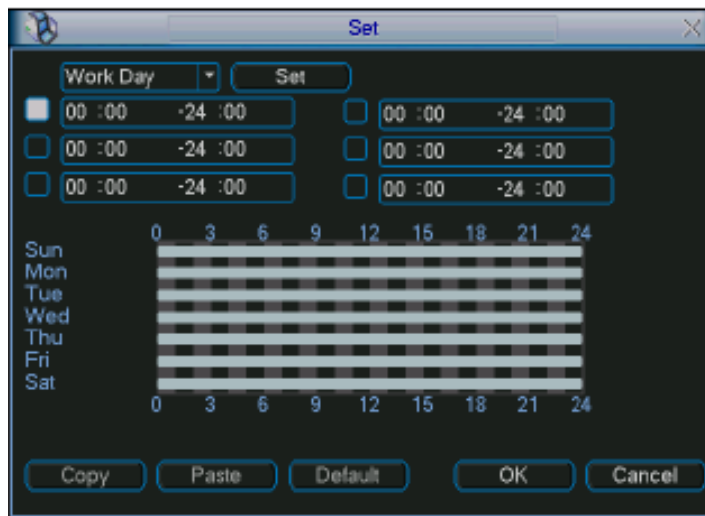 Set
Work Day Set
00 :00 -24 :00 00 :00 -24 :00
00 :00 -24 :00 00 :00 -24 :00
00 :00 -24 :00 00 :00 -24 :00
0 3 6 9 12 15 18 21 24
Sun
Mon
Tue
Wed
Thu
Fri
Sat
0 3 6 9 12 15 18 21 24
Copy Paste Default OK Cancel